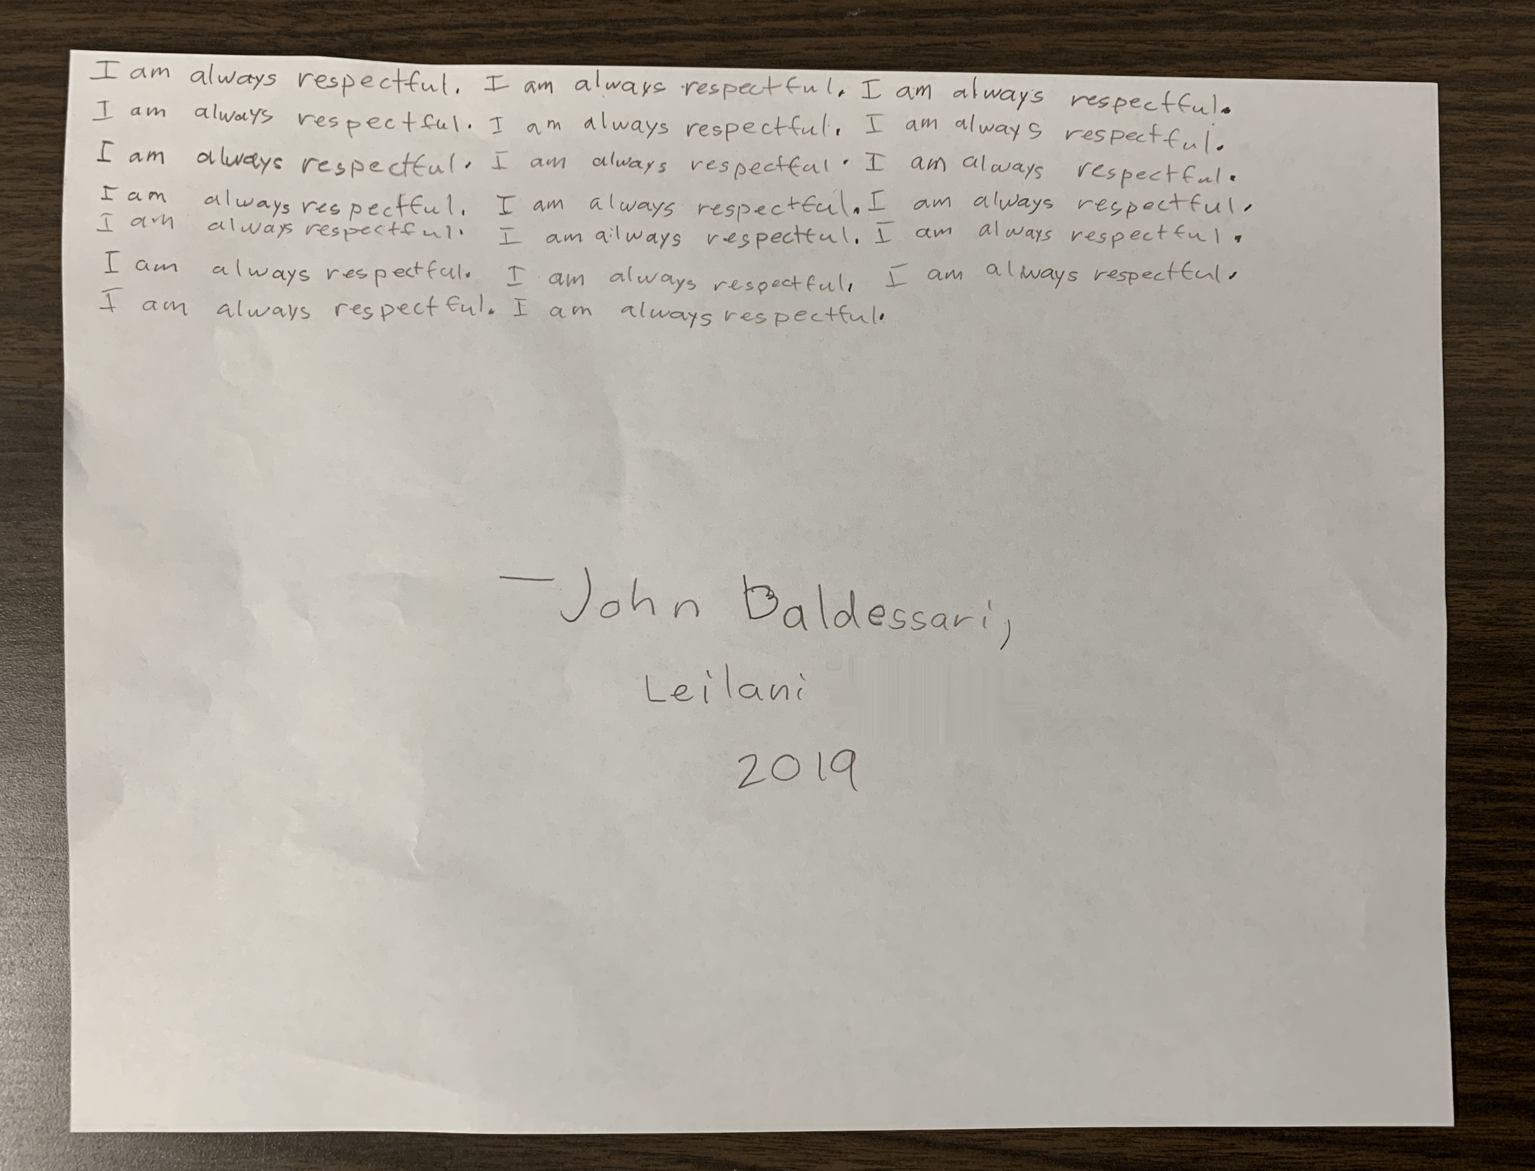 I am always respectful. I am always respectful. I am always respectful.
I am always respectful. I am always respectful. I am always respectful.
I am always respectful. I am always respectful. I am always respectful.
I am always respectful. I am always respectful. I am always respectful.
I am always respectful. I am always respectful. I am always respectful.
I am always respectful. I am always respectful. I am always respectful.
I am always respectful. I am always respectful.
—John Baldessari,
Leilani
2019